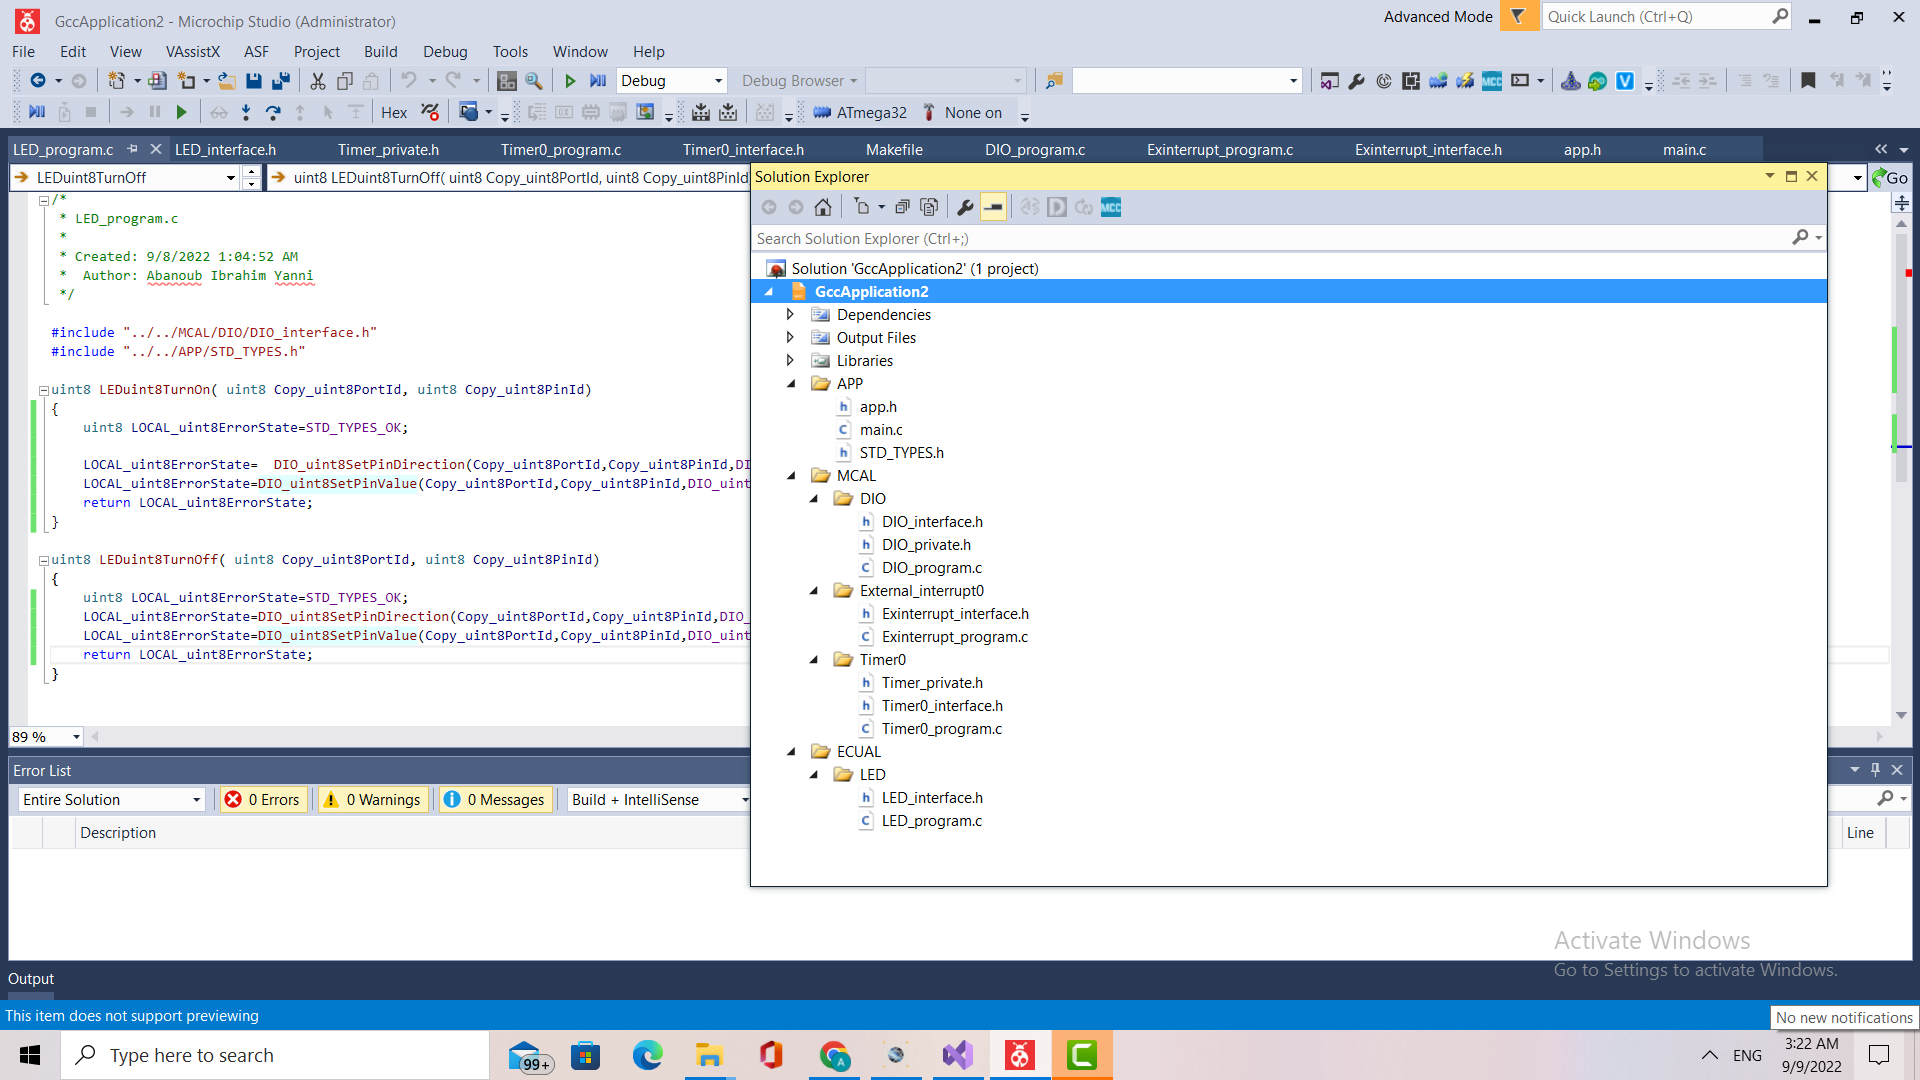 GccApplication2 - Microchip Studio (Administrator)
Advanced Mode
Quick Launch (Ctrl+Q)
File Edit View VAssistX ASF Project Build Debug Tools Window Help
Debug
Debug Browser
Hex
ATmega32
None on
LED_program.c LED_interface.h Timer_private.h Timer0_program.c Timer0_interface.h Makefile DIO_program.c Exinterrupt_program.c Exinterrupt_interface.h app.h main.c
LEDuint8TurnOff
uint8 LEDuint8TurnOff( uint8 Copy_uint8PortId, uint8 Copy_uint8PinId
Go
/*
* LED_program.c
*
* Created: 9/8/2022 1:04:52 AM
* Author: Abanoub Ibrahim Yanni
*/
#include "../../MCAL/DIO/DIO_interface.h"
#include "../../APP/STD_TYPES.h"
uint8 LEDuint8TurnOn( uint8 Copy_uint8PortId, uint8 Copy_uint8PinId)
{
uint8 LOCAL_uint8ErrorState=STD_TYPES_OK;
LOCAL_uint8ErrorState= DIO_uint8SetPinDirection(Copy_uint8PortId,Copy_uint8PinId,DI
LOCAL_uint8ErrorState=DIO_uint8SetPinValue(Copy_uint8PortId,Copy_uint8PinId,DIO_uint
return LOCAL_uint8ErrorState;
}
uint8 LEDuint8TurnOff( uint8 Copy_uint8PortId, uint8 Copy_uint8PinId)
{
uint8 LOCAL_uint8ErrorState=STD_TYPES_OK;
LOCAL_uint8ErrorState=DIO_uint8SetPinDirection(Copy_uint8PortId,Copy_uint8PinId,DIO_
LOCAL_uint8ErrorState=DIO_uint8SetPinValue(Copy_uint8PortId,Copy_uint8PinId,DIO_uint
return LOCAL_uint8ErrorState;
}
89 %
Solution Explorer
MCC
Search Solution Explorer (Ctrl+;)
Solution 'GccApplication2' (1 project)
GccApplication2
Dependencies
Output Files
Libraries
APP
app.h
main.c
STD_TYPES.h
MCAL
DIO
DIO_interface.h
DIO_private.h
DIO_program.c
External_interrupt0
Exinterrupt_interface.h
Exinterrupt_program.c
Timer0
Timer_private.h
Timer0_interface.h
Timer0_program.c
ECUAL
LED
LED_interface.h
LED_program.c
Error List
Entire Solution
0 Errors
0 Warnings
0 Messages
Build + IntelliSense
Description
Line
Activate Windows
Go to Settings to activate Windows.
Output
This item does not support previewing
No new notifications
Type here to search
99+
ENG
3:22 AM
9/9/2022